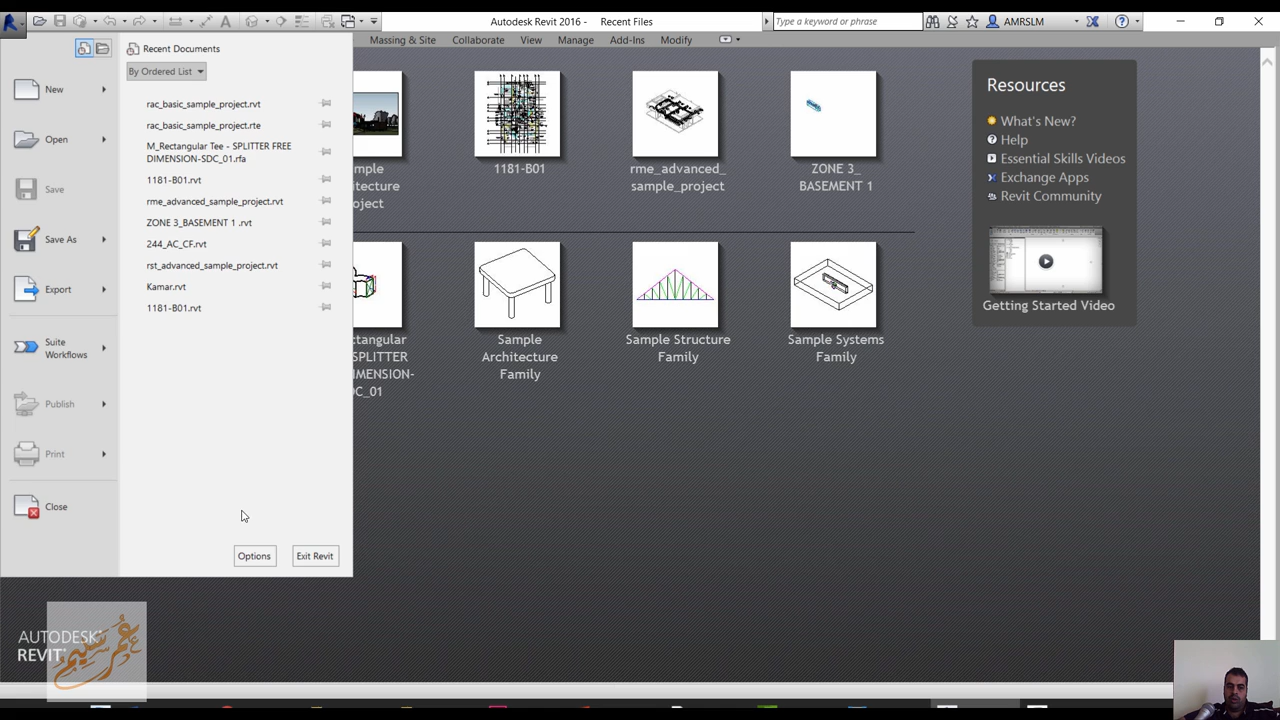 Autodesk Revit 2016 - Recent Files
Type a keyword or phrase
AMRSLM
Massing & Site
Collaborate
View
Manage
Add-Ins
Modify
Recent Documents
By Ordered List
New
Open
Save
Save As
Export
Suite
Workflows
Publish
Print
Close
rac_basic_sample_project.rvt
rac_basic_sample_project.rte
M_Rectangular Tee - SPLITTER FREE
DIMENSION-SDC_01.rfa
1181-B01.rvt
rme_advanced_sample_project.rvt
ZONE 3_BASEMENT 1 .rvt
244_AC_CF.rvt
rst_advanced_sample_project.rvt
Kamar.rvt
1181-B01.rvt
Options
Exit Revit
mple
itecture
oject
1181-B01
rme_advanced_
sample_project
ZONE 3_
BASEMENT 1
ctangular
SPLITTER
IMENSION-
DC_01
Sample
Architecture
Family
Sample Structure
Family
Sample Systems
Family
Resources
What's New?
Help
Essential Skills Videos
Exchange Apps
Revit Community
Getting Started Video
AUTODESK
REVIT
عمر سليم